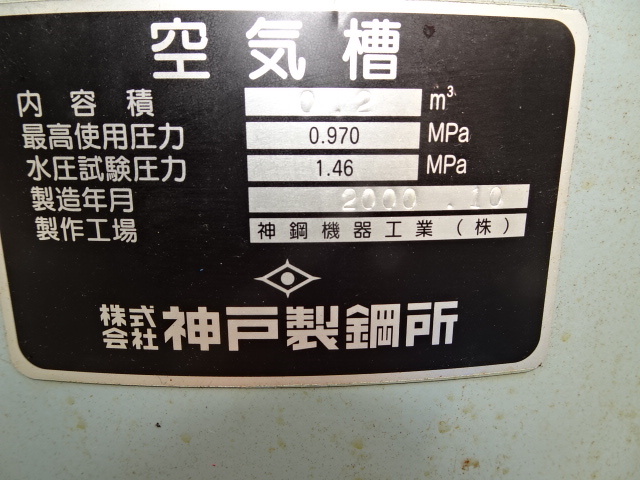 空気槽
内容積 0.2 m³
最高使用圧力 0.970 MPa
水圧試験圧力 1.46 MPa
製造年月 2000.10
製作工場 神鋼機器工業(株)
株式会社 神戸製鋼所